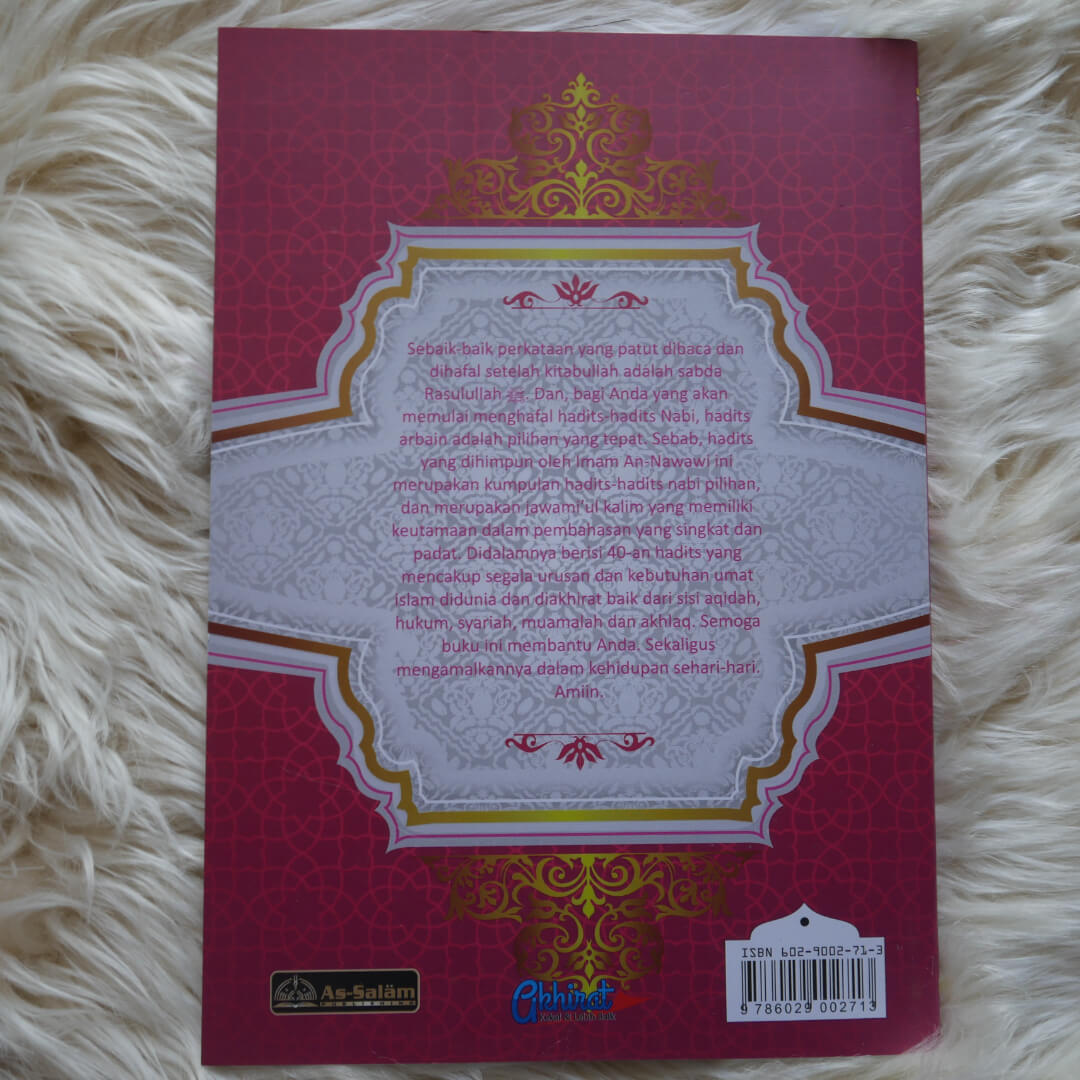 Sebaik-baik perkataan yang patut dibaca dan
dihafal setelah kitabullah adalah sabda
Rasulullah ﷺ. Dan, bagi Anda yang akan
memulai menghafal hadits-hadits Nabi, hadits
arbain adalah pilihan yang tepat. Sebab, hadits
yang dihimpun oleh Imam An-Nawawi ini
merupakan kumpulan hadits-hadits nabi pilihan,
dan merupakan jawami'ul kalim yang memiliki
keutamaan dalam pembahasan yang singkat dan
padat. Didalamnya berisi 40-an hadits yang
mencakup segala urusan dan kebutuhan umat
islam didunia dan diakhirat baik dari sisi aqidah,
hukum, syariah, muamalah dan akhlaq. Semoga
buku ini membantu Anda. Sekaligus
mengamalkannya dalam kehidupan sehari-hari.
Amiin.
ISBN 602-9002-71-3
9 786029 002713
As-Salām
PUBLISHING
Akhirat
Kekal & Lebih Baik